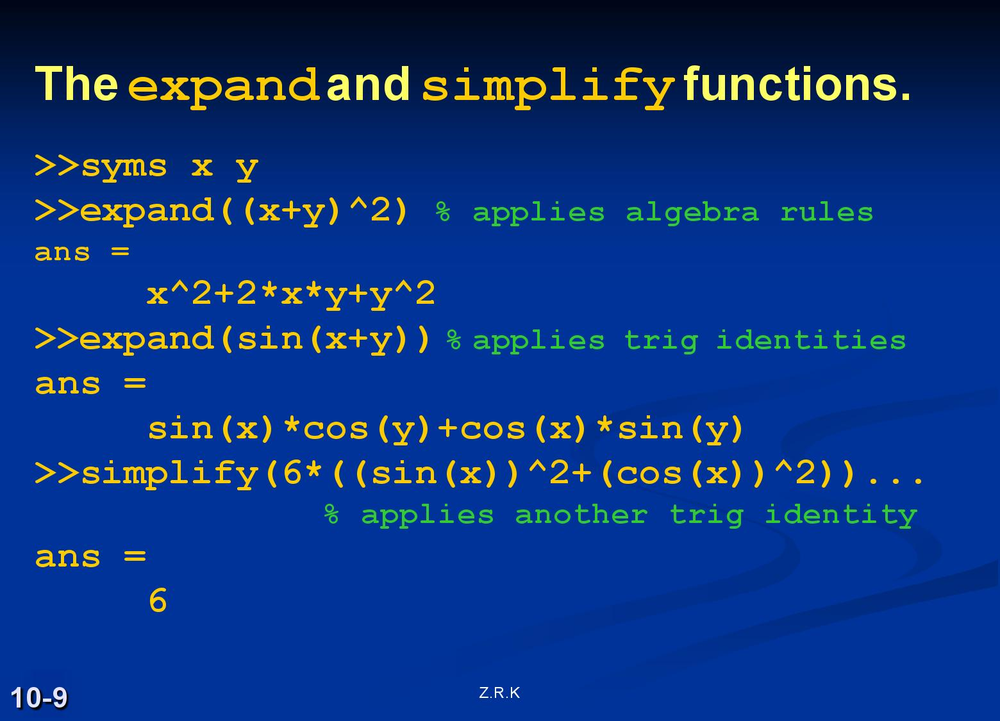 The expand and simplify functions.
>>syms x y
>>expand((x+y)^2) % applies algebra rules
ans =
x^2+2*x*y+y^2
>>expand(sin(x+y)) % applies trig identities
ans =
sin(x)*cos(y)+cos(x)*sin(y)
>>simplify(6*((sin(x))^2+(cos(x))^2))...
% applies another trig identity
ans =
6
10-9
Z.R.K